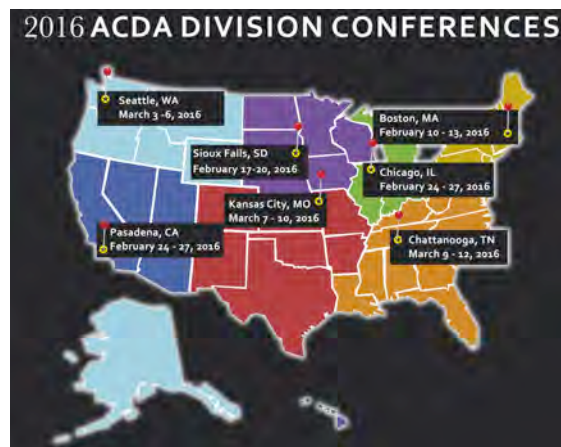 2016 ACDA DIVISION CONFERENCES
Seattle, WA
March 3 -6, 2016
Boston, MA
February 10 - 13, 2016
Sioux Falls, SD
February 17-20, 2016
Chicago, IL
February 24 - 27, 2016
Kansas City, MO
March 7 - 10, 2016
Pasadena, CA
February 24 - 27, 2016
Chattanooga, TN
March 9 - 12, 2016